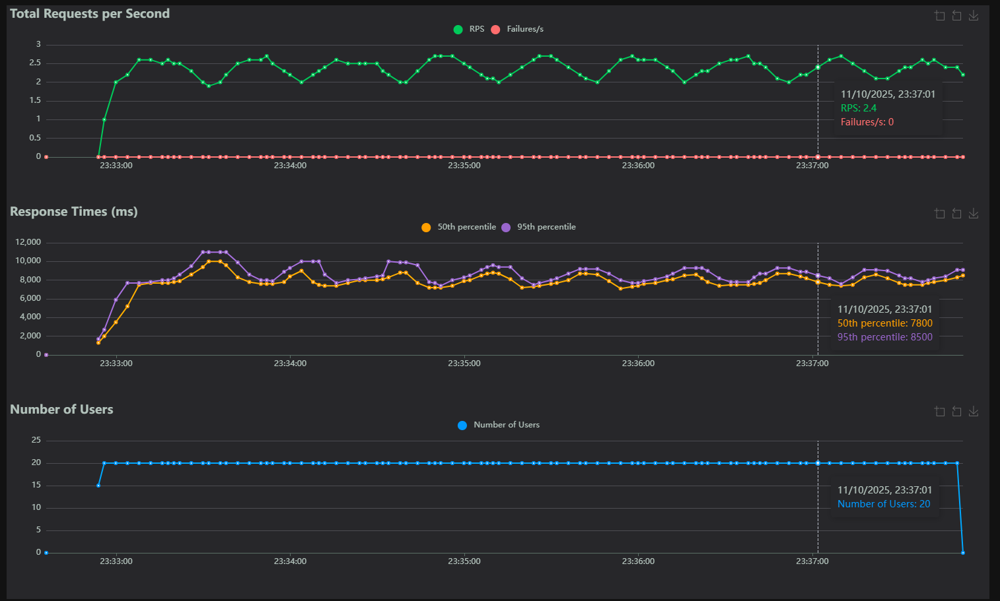 Total Requests per Second
RPS Failures/s
3
2.5
2
1.5
1
0.5
0
23:33:00 23:34:00 23:35:00 23:36:00 23:37:00
11/10/2025, 23:37:01
RPS: 2.4
Failures/s: 0
Response Times (ms)
50th percentile 95th percentile
12,000
10,000
8,000
6,000
4,000
2,000
0
23:33:00 23:34:00 23:35:00 23:36:00 23:37:00
11/10/2025, 23:37:01
50th percentile: 7800
95th percentile: 8500
Number of Users
Number of Users
25
20
15
10
5
0
23:33:00 23:34:00 23:35:00 23:36:00 23:37:00
11/10/2025, 23:37:01
Number of Users: 20